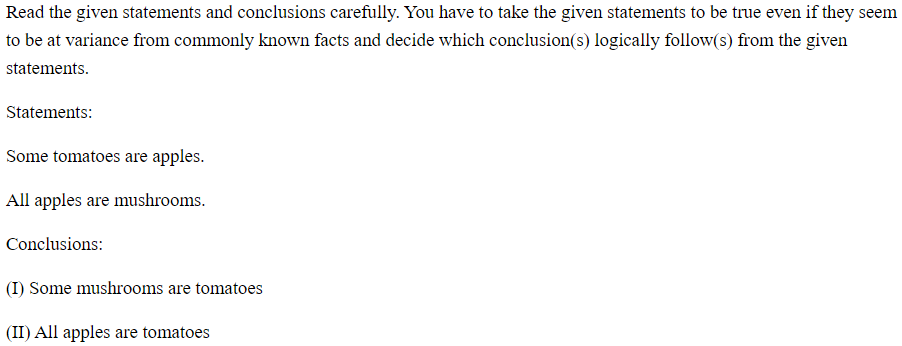 Read the given statements and conclusions carefully. You have to take the given statements to be true even if they seem
to be at variance from commonly known facts and decide which conclusion(s) logically follow(s) from the given
statements.
Statements:
Some tomatoes are apples.
All apples are mushrooms.
Conclusions:
(I) Some mushrooms are tomatoes
(II) All apples are tomatoes